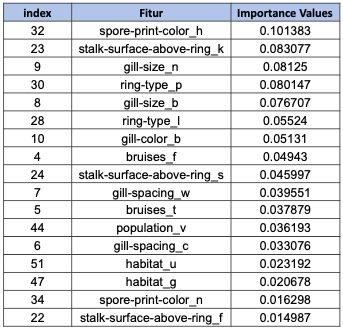 index Fitur Importance Values
32 spore-print-color_h 0.101383
23 stalk-surface-above-ring_k 0.083077
9 gill-size_n 0.08125
30 ring-type_p 0.080147
8 gill-size_b 0.076707
28 ring-type_l 0.05524
10 gill-color_b 0.05131
4 bruises_f 0.04943
24 stalk-surface-above-ring_s 0.045997
7 gill-spacing_w 0.039551
5 bruises_t 0.037879
44 population_v 0.036193
6 gill-spacing_c 0.033076
51 habitat_u 0.023192
47 habitat_g 0.020678
34 spore-print-color_n 0.016298
22 stalk-surface-above-ring_f 0.014987